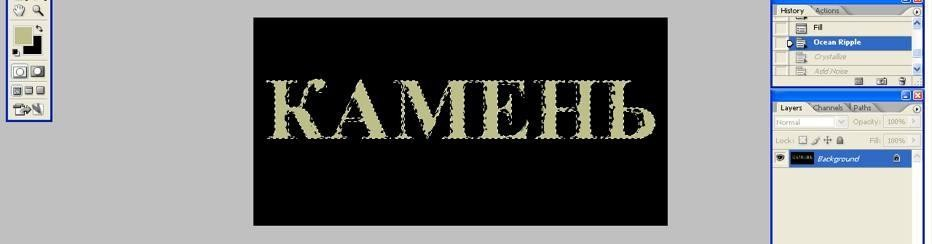 History
Actions
Fill
Ocean Ripple
Crystallize
Add Noise
КАМЕНЬ
Layers
Channels
Paths
Normal
Opacity: 100%
Lock:
Fill: 100%
Background